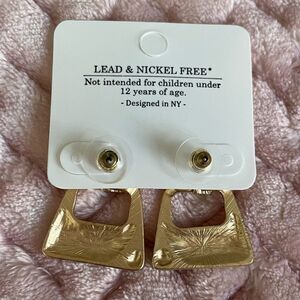 LEAD & NICKEL FREE*
Not intended for children under
12 years of age.
- Designed in NY -